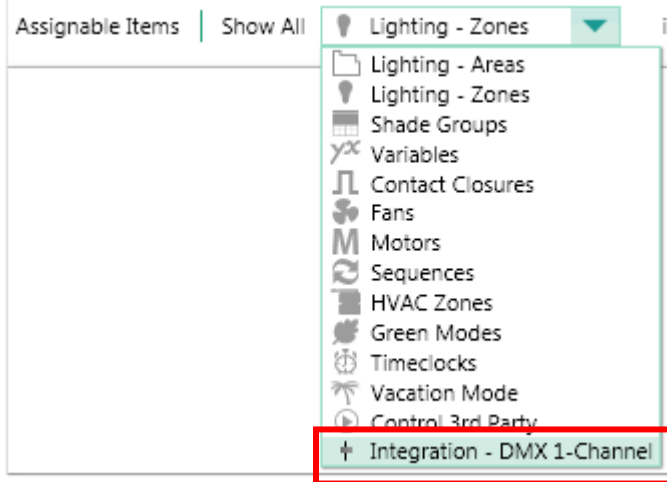 Assignable Items Show All Lighting - Zones
Lighting - Areas
Lighting - Zones
Shade Groups
yx Variables
Contact Closures
Fans
M Motors
Sequences
HVAC Zones
Green Modes
Timeclocks
Vacation Mode
Control 3rd Party
Integration - DMX 1-Channel